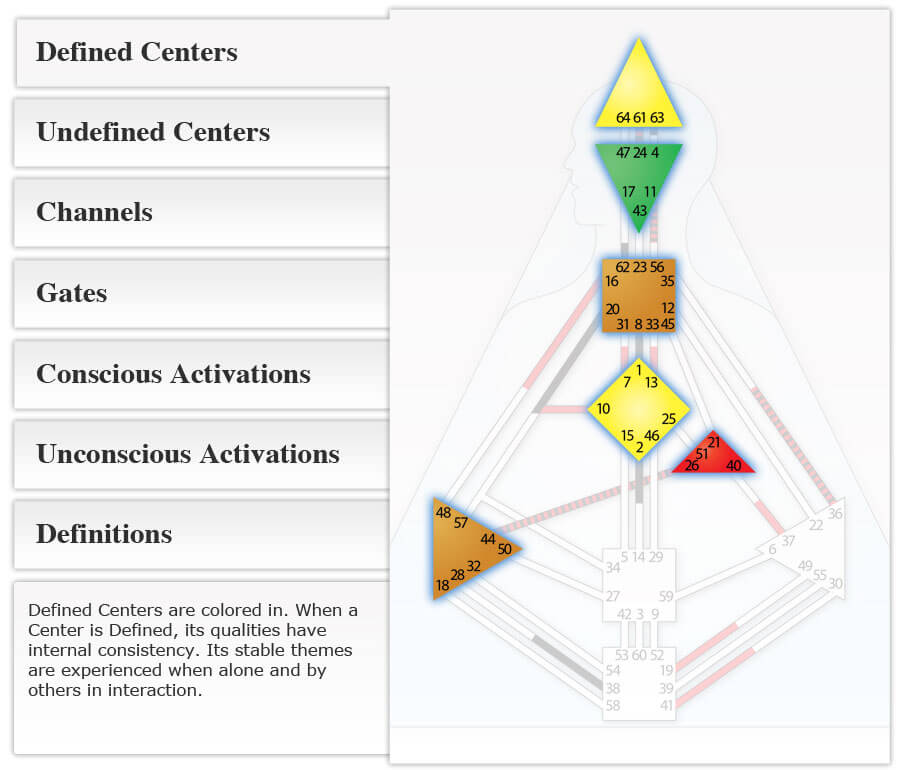 Defined Centers
Undefined Centers
Channels
Gates
Conscious Activations
Unconscious Activations
Definitions
Defined Centers are colored in. When a
Center is Defined, its qualities have
internal consistency. Its stable themes
are experienced when alone and by
others in interaction.
64 61 63
47 24 4
17 11
43
62 23 56
16 35
20 12
31 8 33 45
1
7 13
10 25
15 46
2
21
51
26 40
48
57
44
50
32
28
18
36
22
37
6
49
55
30
5 14 29
34
27 59
42 3 9
53 60 52
54 19
38 39
58 41